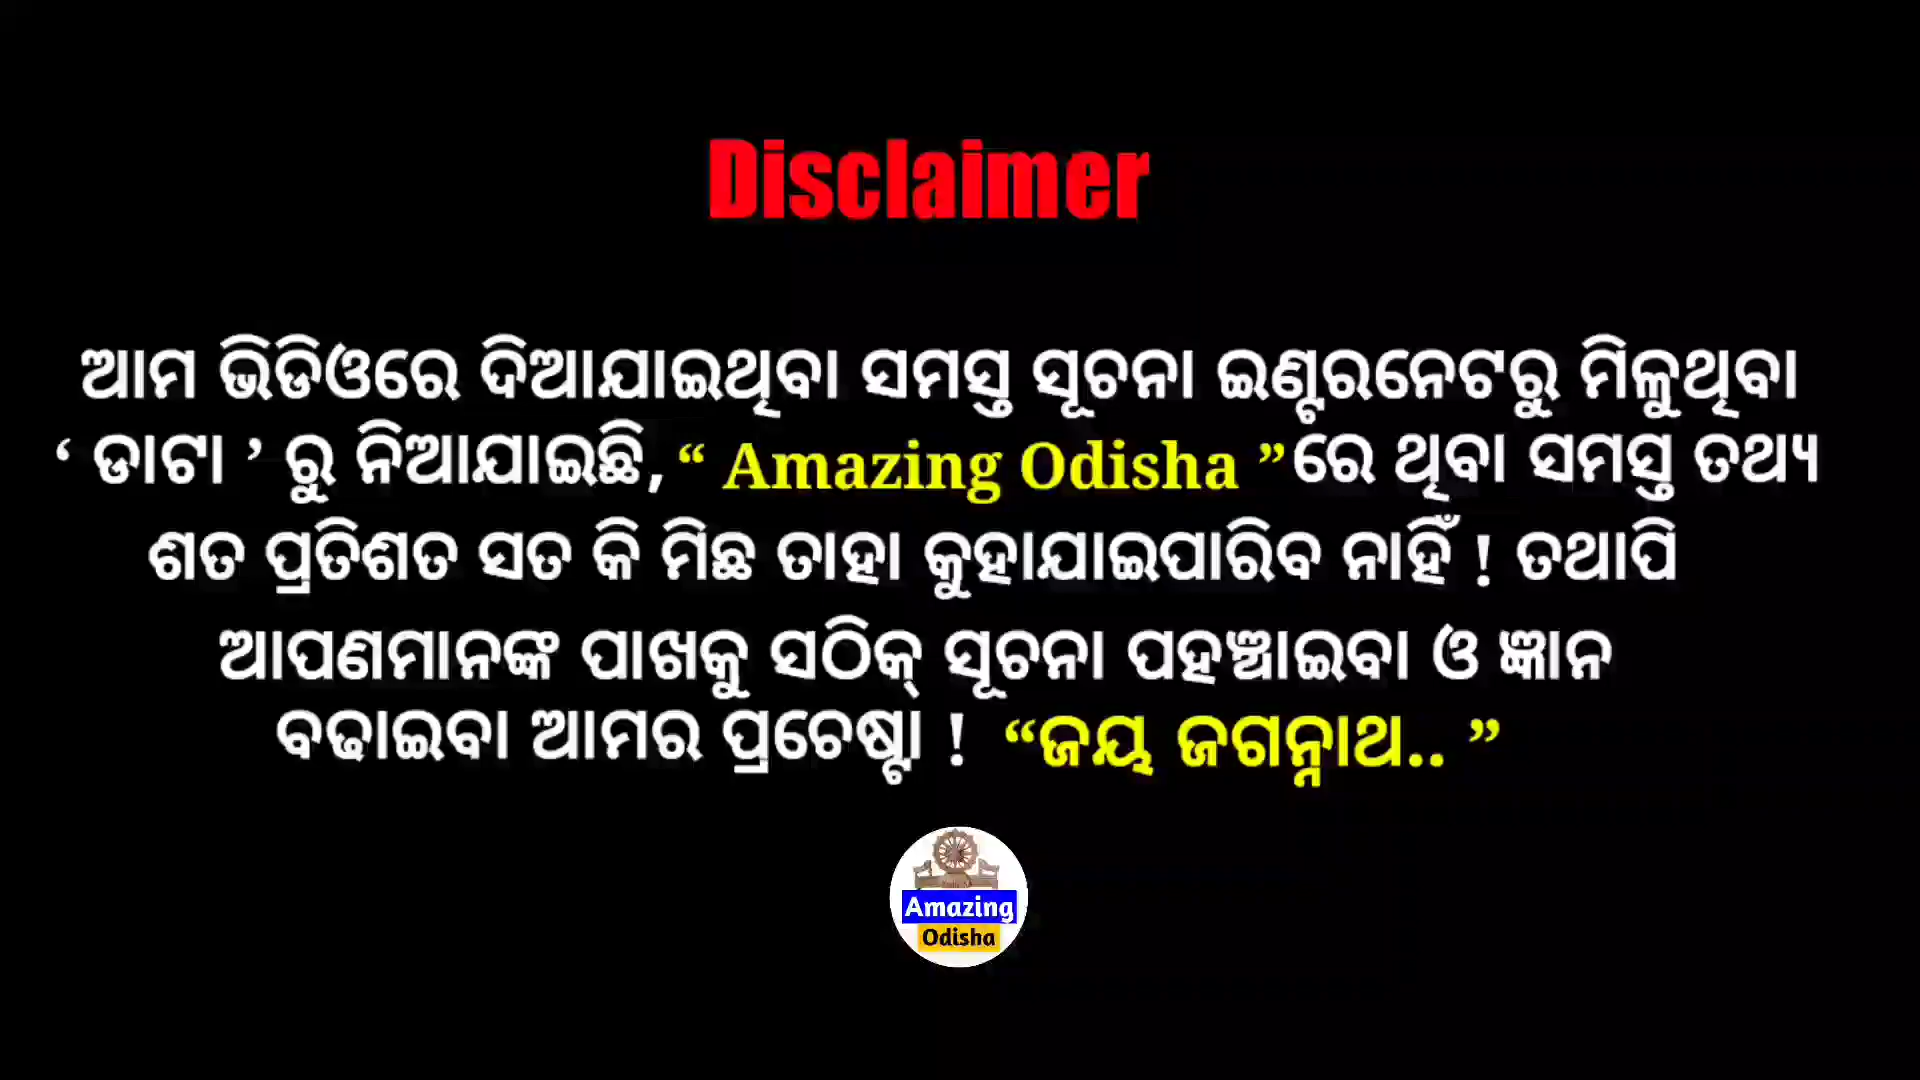 Disclaimer
ଆମ ଭିଡିଓରେ ଦିଆଯାଇଥିବା ସମସ୍ତ ସୂଚନା ଇଣ୍ଟରନେଟରୁ ମିଳୁଥିବା
‘ ଡାଟା ’ ରୁ ନିଆଯାଇଛି, “ Amazing Odisha ” ରେ ଥିବା ସମସ୍ତ ତଥ୍ୟ
ଶତ ପ୍ରତିଶତ ସତ କି ମିଛ ତାହା କୁହାଯାଇପାରିବ ନାହିଁ ! ତଥାପି
ଆପଣମାନଙ୍କ ପାଖକୁ ସଠିକ୍ ସୂଚନା ପହଞ୍ଚାଇବା ଓ ଜ୍ଞାନ
ବଢାଇବା ଆମର ପ୍ରଚେଷ୍ଟା ! “ଜୟ ଜଗନ୍ନାଥ.. ”
Amazing
Odisha